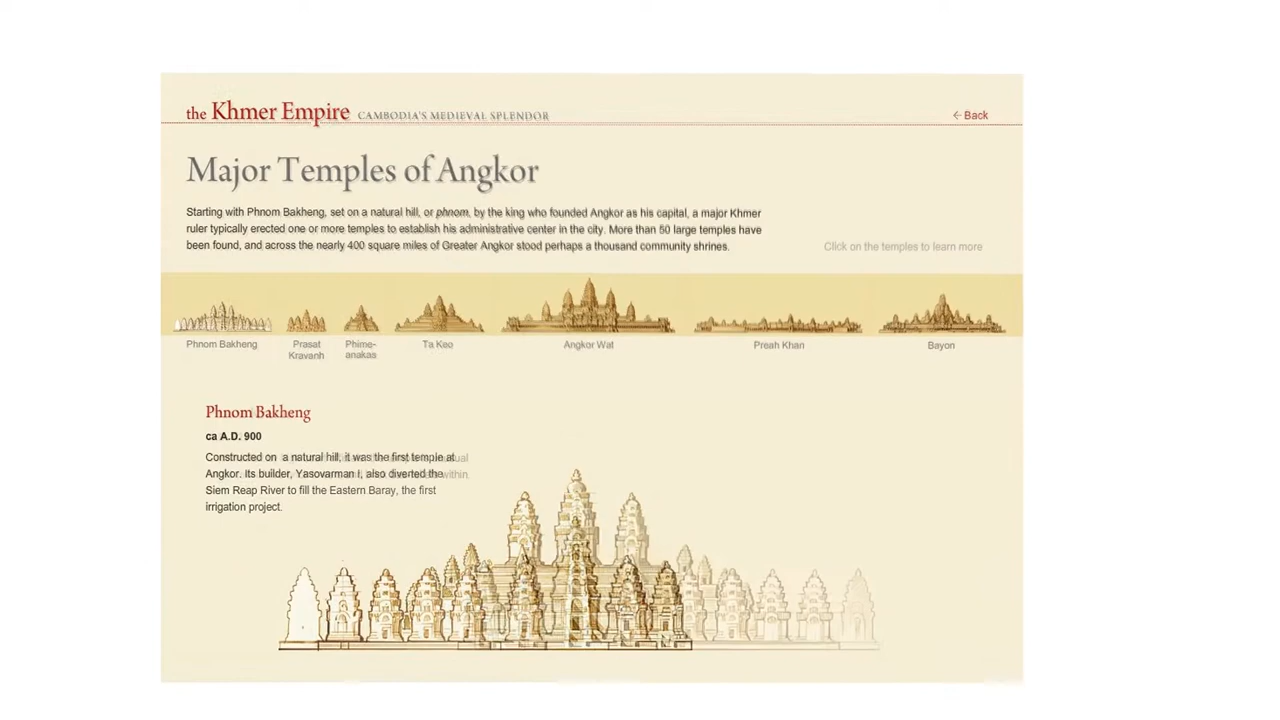 the Khmer Empire CAMBODIA'S MEDIEVAL SPLENDOR
← Back
Major Temples of Angkor
Starting with Phnom Bakheng, set on a natural hill, or phnom, by the king who founded Angkor as his capital, a major Khmer
ruler typically erected one or more temples to establish his administrative center in the city. More than 50 large temples have
been found, and across the nearly 400 square miles of Greater Angkor stood perhaps a thousand community shrines.
Click on the temples to learn more
Phnom Bakheng
Prasat
Kravanh
Phime-
anakas
Ta Keo
Angkor Wat
Preah Khan
Bayon
Phnom Bakheng
ca A.D. 900
Constructed on a natural hill, it was the first temple at
Angkor. Its builder, Yasovarman I, also diverted the
Siem Reap River to fill the Eastern Baray, the first
irrigation project.